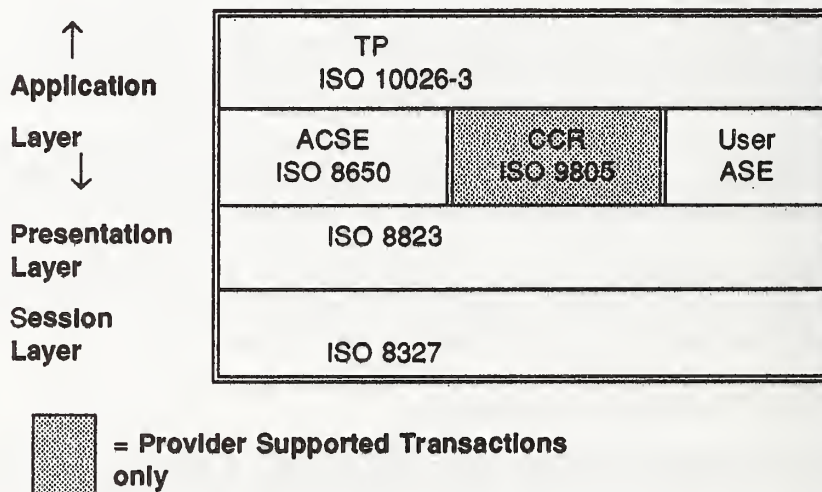 TP
ISO 10026-3
Application
Layer
ACSE
ISO 8650
CCR
ISO 9805
User
ASE
Presentation
Layer
ISO 8823
Session
Layer
ISO 8327
= Provider Supported Transactions
only